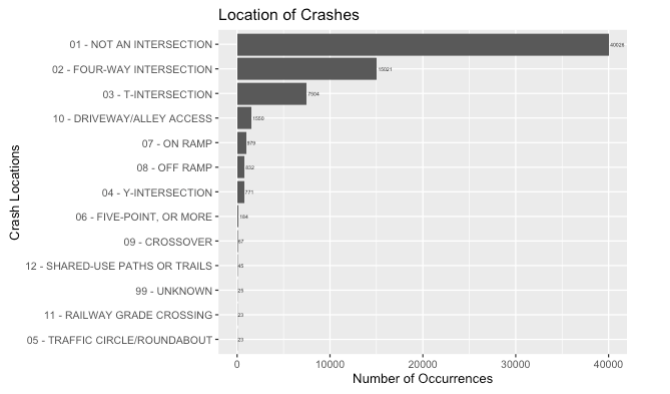 Location of Crashes
Crash Locations
01 - NOT AN INTERSECTION
02 - FOUR-WAY INTERSECTION
03 - T-INTERSECTION
10 - DRIVEWAY/ALLEY ACCESS
07 - ON RAMP
08 - OFF RAMP
04 - Y-INTERSECTION
06 - FIVE-POINT, OR MORE
09 - CROSSOVER
12 - SHARED-USE PATHS OR TRAILS
99 - UNKNOWN
11 - RAILWAY GRADE CROSSING
05 - TRAFFIC CIRCLE/ROUNDABOUT
15021
771
0 10000 20000 30000 40000
Number of Occurrences